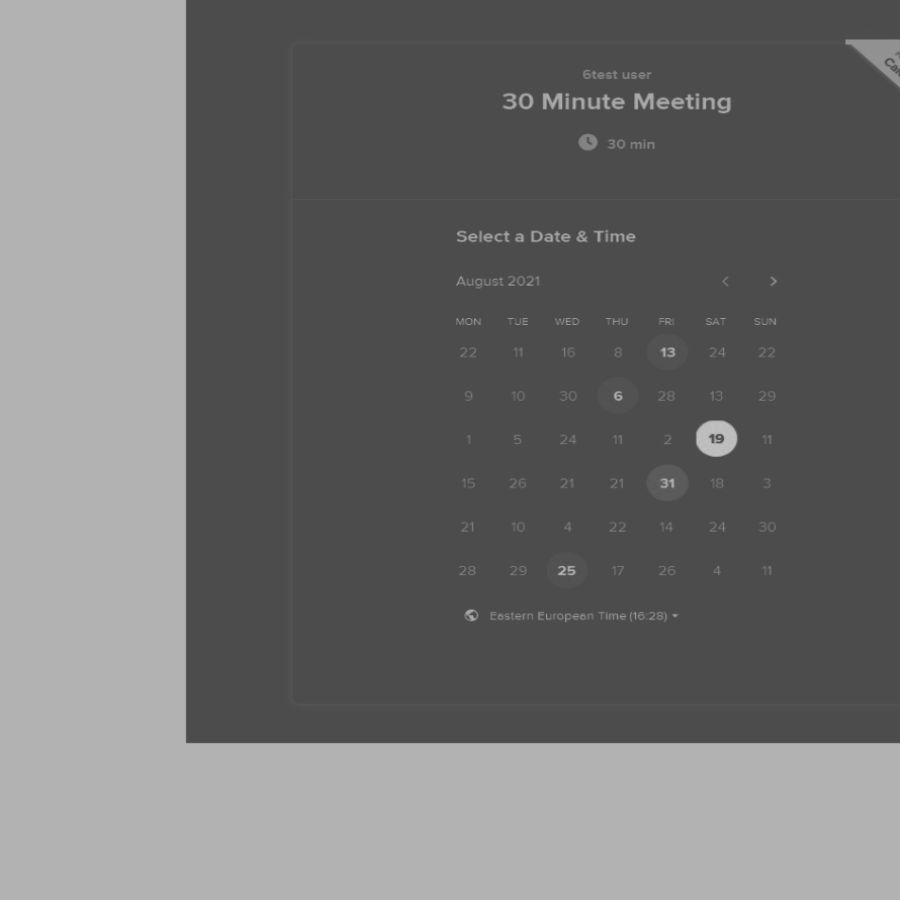 6test user
30 Minute Meeting
30 min
Select a Date & Time
August 2021
MON TUE WED THU FRI SAT SUN
22 11 16 8 13 24 22
9 10 30 6 28 13 29
1 5 24 11 2 19 11
15 26 21 21 31 18 3
21 10 4 22 14 24 30
28 29 25 17 26 4 11
Eastern European Time (16:28)